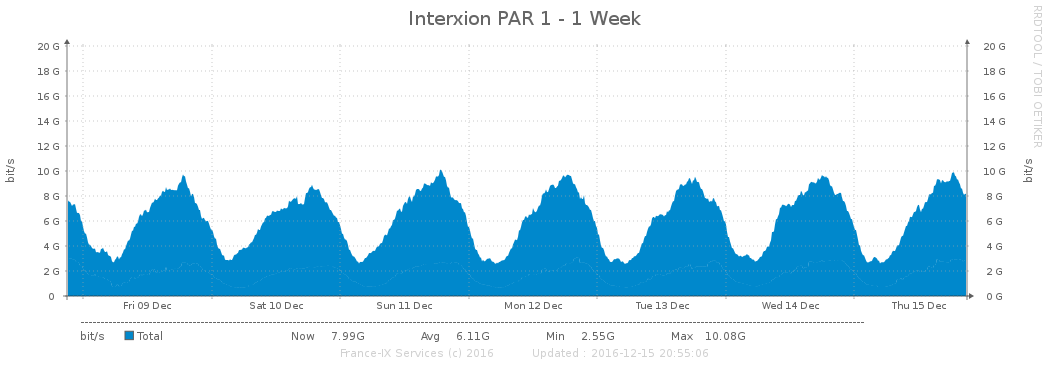 Interxion PAR 1 - 1 Week
RRDTOOL / TOBI OETIKER
20 G 20 G
18 G 18 G
16 G 16 G
14 G 14 G
12 G 12 G
10 G 10 G
8 G 8 G
6 G 6 G
4 G 4 G
2 G 2 G
0 0 G
bit/s bit/s
Fri 09 Dec Sat 10 Dec Sun 11 Dec Mon 12 Dec Tue 13 Dec Wed 14 Dec Thu 15 Dec
bit/s Total Now 7.99G Avg 6.11G Min 2.55G Max 10.08G
France-IX Services (c) 2016 Updated : 2016-12-15 20:55:06